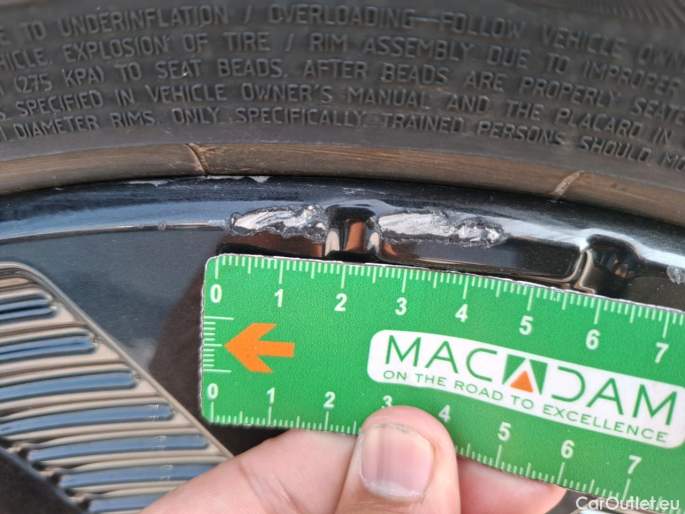 TO UNDERINFLATION / OVERLOADING—FOLLOW VEHICLE OWN
EXPLOSION OF TIRE / RIM ASSEMBLY DUE TO IMPROPER
(275 KPA) TO SEAT BEADS. AFTER BEADS ARE PROPERLY SEATE
SPECIFIED IN VEHICLE OWNER'S MANUAL AND THE PLACARD IN
DIAMETER RIMS. ONLY SPECIFICALLY TRAINED PERSONS SHOULD MO
0 1 2 3 4 5 6 7
MACADAM
ON THE ROAD TO EXCELLENCE
0 1 2 3 4 5 6 7
CarOutlet.eu